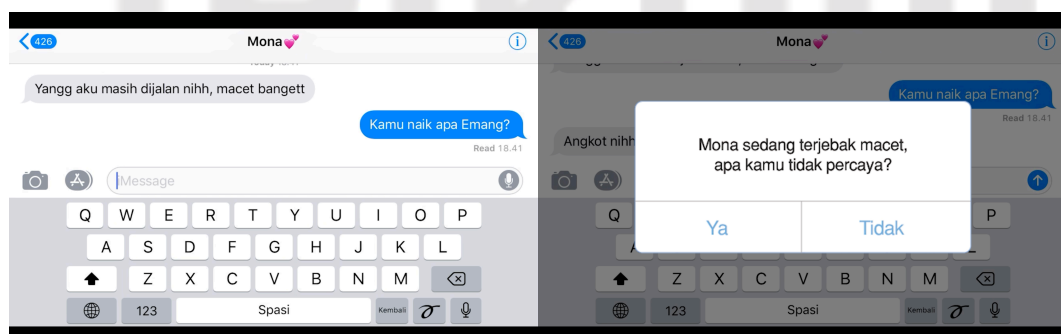 426
Mona💕
Yangg aku masih dijalan nihh, macet bangett
Kamu naik apa Emang?
Read 18.41
iMessage
Q W E R T Y U I O P
A S D F G H J K L
Z X C V B N M
123
Spasi
Kembali
426
Mona💕
Kamu naik apa Emang?
Read 18.41
Angkot nihh
Mona sedang terjebak macet,
apa kamu tidak percaya?
Ya
Tidak
Q
P
Z X C V B N M
123
Spasi
Kembali